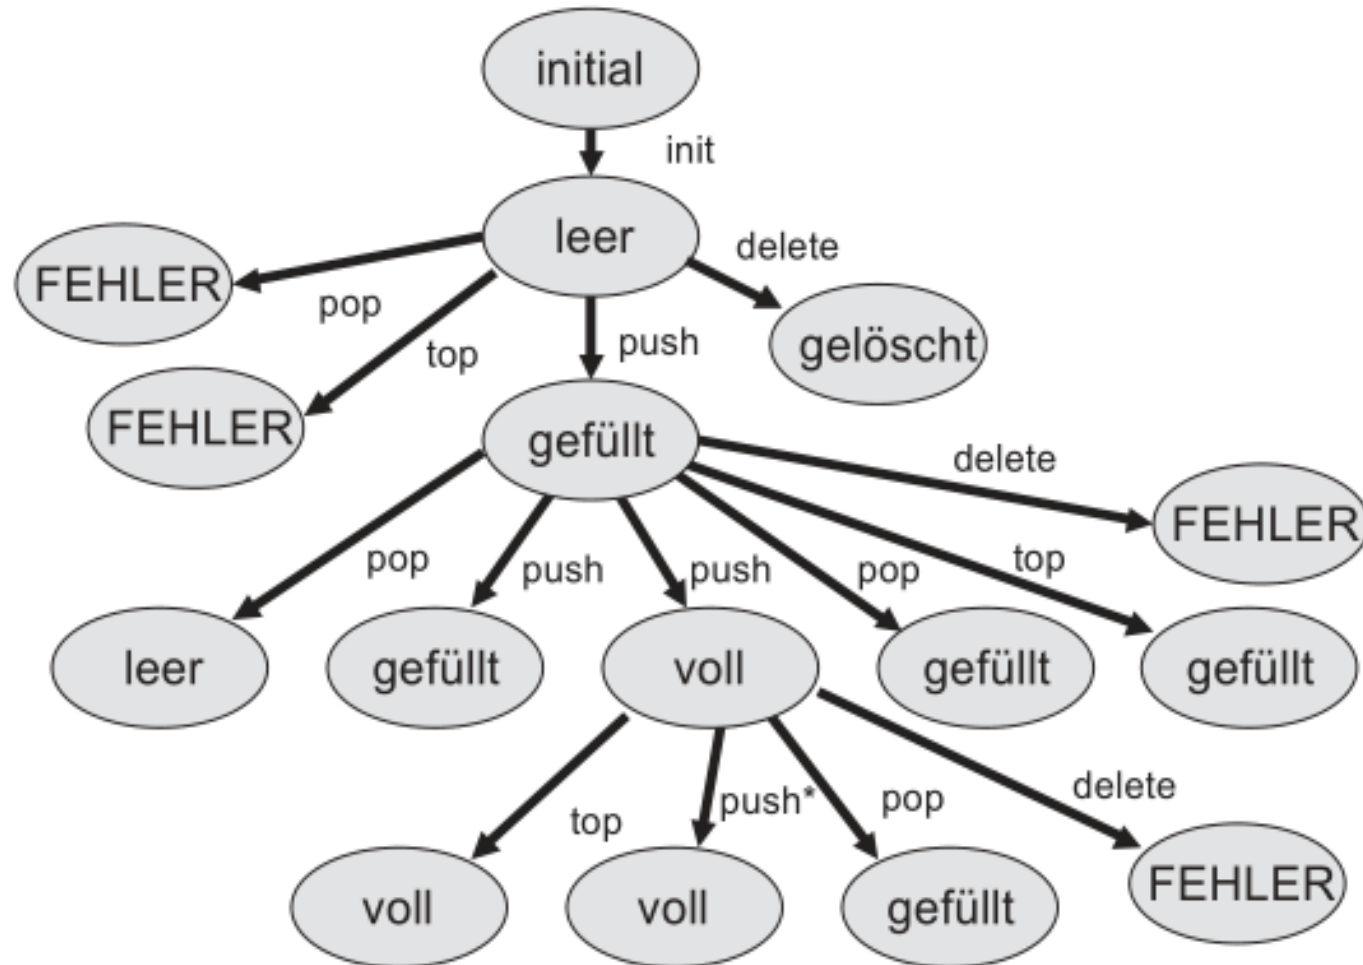 initial
init
leer
delete
FEHLER
pop
gelöscht
top
push
FEHLER
gefüllt
delete
FEHLER
pop
push
push
pop
top
leer
gefüllt
voll
gefüllt
gefüllt
top
push*
pop
delete
voll
voll
gefüllt
FEHLER